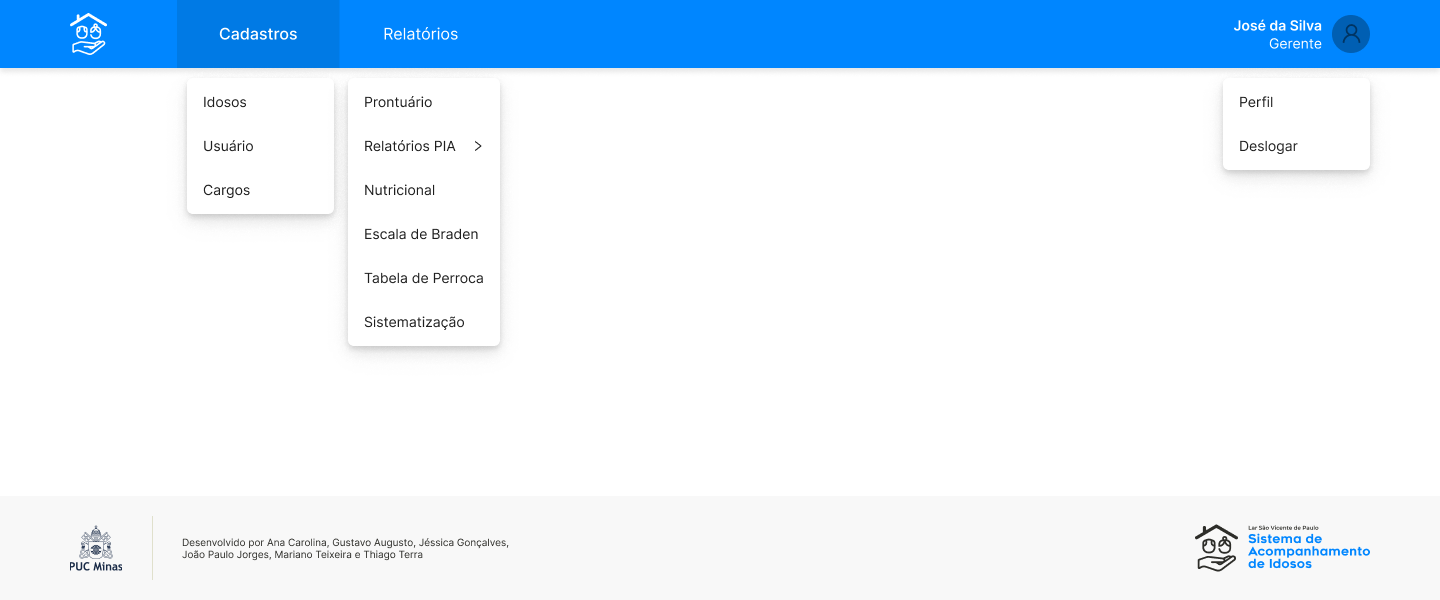 Cadastros
Relatórios
José da Silva
Gerente
Idosos
Usuário
Cargos
Prontuário
Relatórios PIA
Nutricional
Escala de Braden
Tabela de Perroca
Sistematização
Perfil
Deslogar
PUC Minas
Desenvolvido por Ana Carolina, Gustavo Augusto, Jéssica Gonçalves,
João Paulo Jorges, Mariano Teixeira e Thiago Terra
Lar São Vicente de Paulo
Sistema de
Acompanhamento
de Idosos